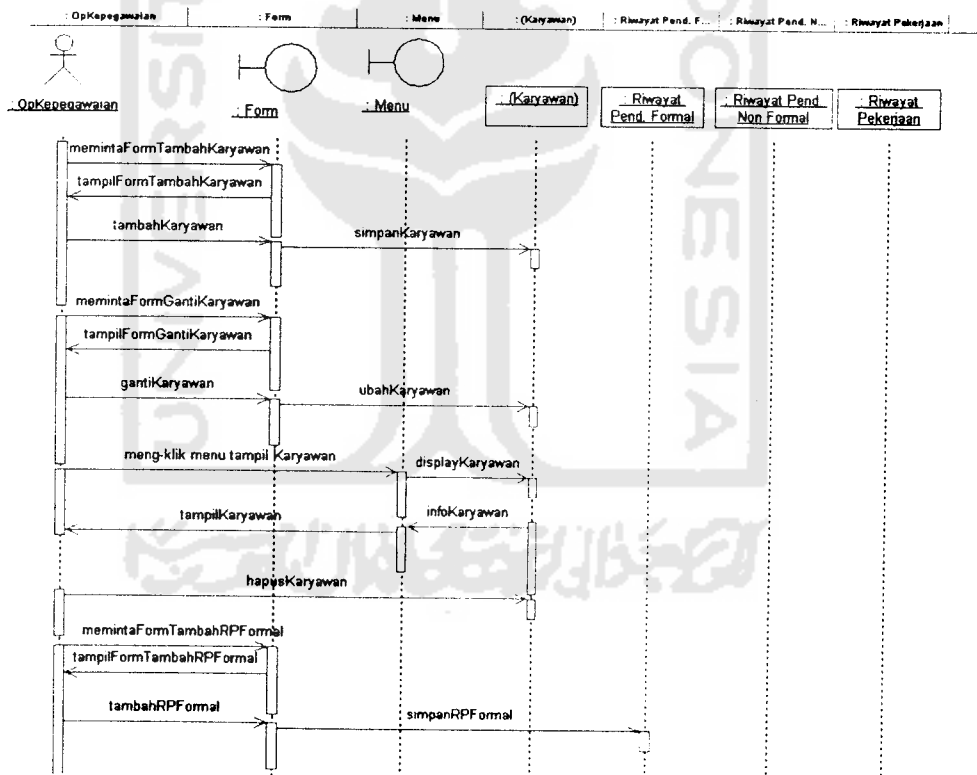 : OpKepegawaian : Form : Menu : (Karyawan) : Riwayat Pend. F... : Riwayat Pend. N... : Riwayat Pekerjaan
: OpKepegawaian
: Form
: Menu
: (Karyawan)
: Riwayat
Pend. Formal
: Riwayat Pend
Non Formal
: Riwayat
Pekerjaan
memintaFormTambahKaryawan
tampilFormTambahKaryawan
tambahKaryawan
simpanKaryawan
memintaFormGantiKaryawan
tampilFormGantiKaryawan
gantiKaryawan
ubahKaryawan
meng-klik menu tampil Karyawan
displayKaryawan
tampilKaryawan
infoKaryawan
hapusKaryawan
memintaFormTambahRPFormal
tampilFormTambahRPFormal
tambahRPFormal
simpanRPFormal